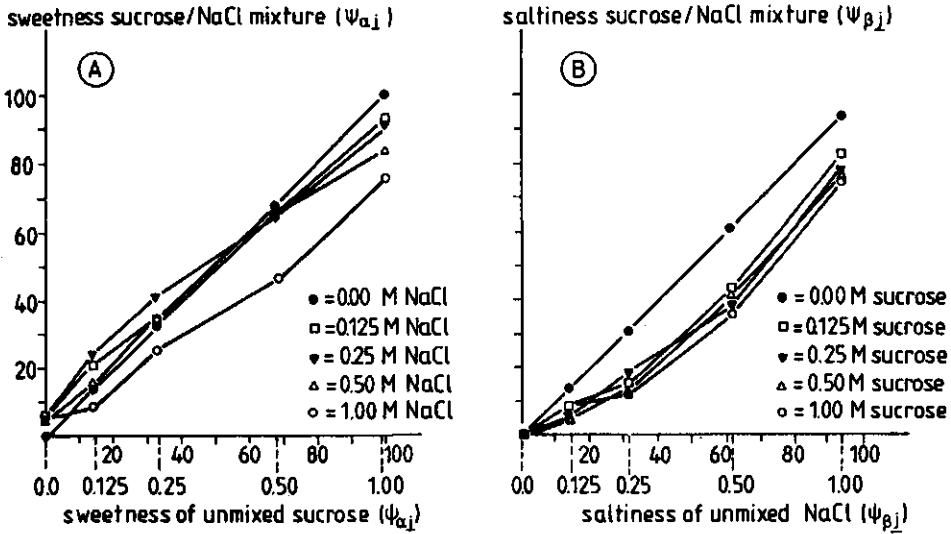 sweetness sucrose/NaCl mixture (Ψαj)
A
100
80
60
40
20
● = 0.00 M NaCl
□ = 0.125 M NaCl
▼ = 0.25 M NaCl
△ = 0.50 M NaCl
○ = 1.00 M NaCl
20 40 60 80 100
0.0 0.125 0.25 0.50 1.00
sweetness of unmixed sucrose (Ψαj)
saltiness sucrose/NaCl mixture (Ψβj)
B
● = 0.00 M sucrose
□ = 0.125 M sucrose
▼ = 0.25 M sucrose
△ = 0.50 M sucrose
○ = 1.00 M sucrose
20 40 60 80 100
0.0 0.125 0.25 0.50 1.00
saltiness of unmixed NaCl (Ψβj)